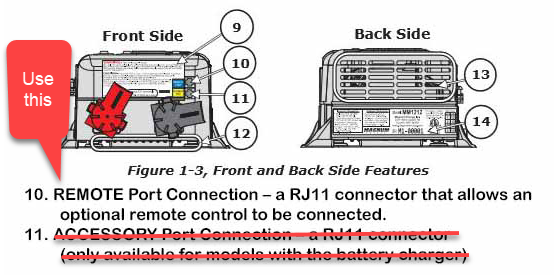 Front Side
Back Side
9
10
11
12
13
14
Use
this
MM1212
MAGNUM
Figure 1-3, Front and Back Side Features
10. REMOTE Port Connection – a RJ11 connector that allows an
optional remote control to be connected.
11. ACCESSORY Port Connection – a RJ11 connector
(only available for models with the battery charger)